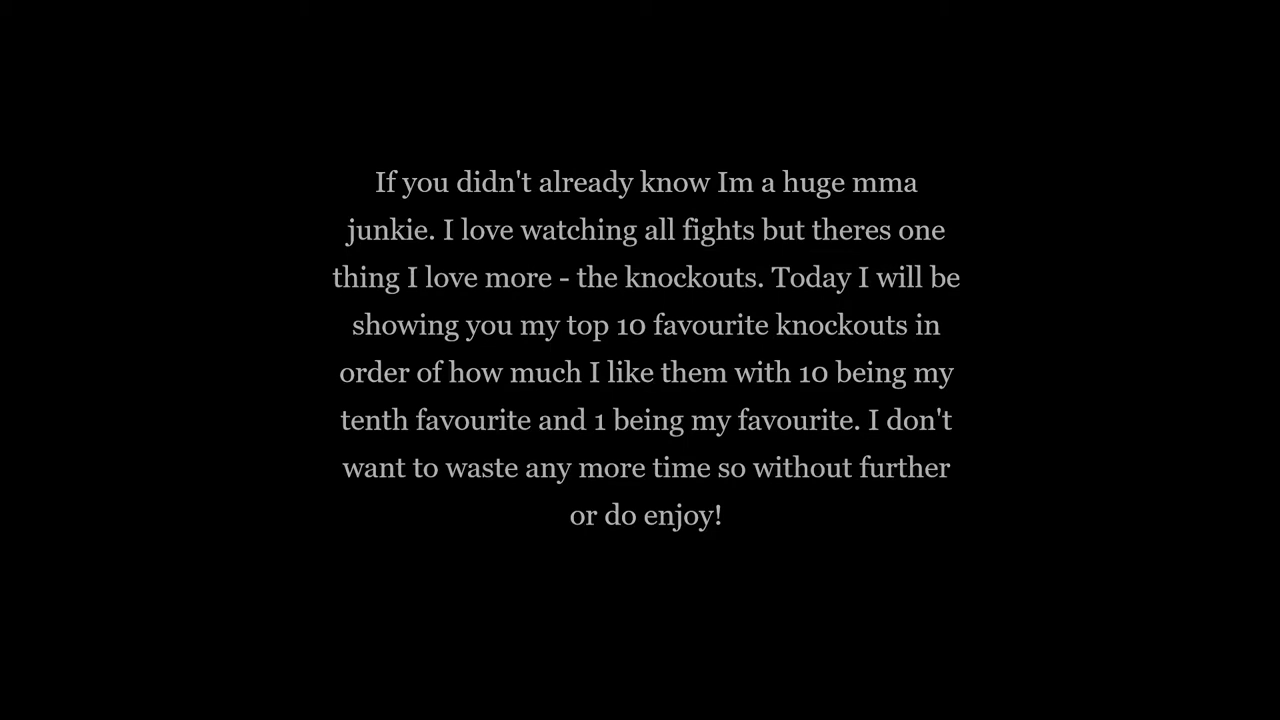 If you didn't already know Im a huge mma
junkie. I love watching all fights but theres one
thing I love more - the knockouts. Today I will be
showing you my top 10 favourite knockouts in
order of how much I like them with 10 being my
tenth favourite and 1 being my favourite. I don't
want to waste any more time so without further
or do enjoy!